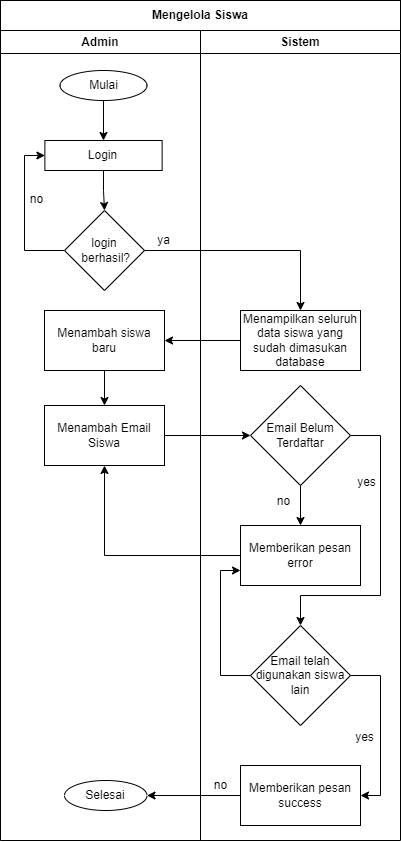 Mengelola Siswa
Admin
Sistem
Mulai
Login
no
login
berhasil?
ya
Menampilkan seluruh
data siswa yang
sudah dimasukan
database
Menambah siswa
baru
Menambah Email
Siswa
Email Belum
Terdaftar
yes
no
Memberikan pesan
error
Email telah
digunakan siswa
lain
yes
no
Memberikan pesan
success
Selesai